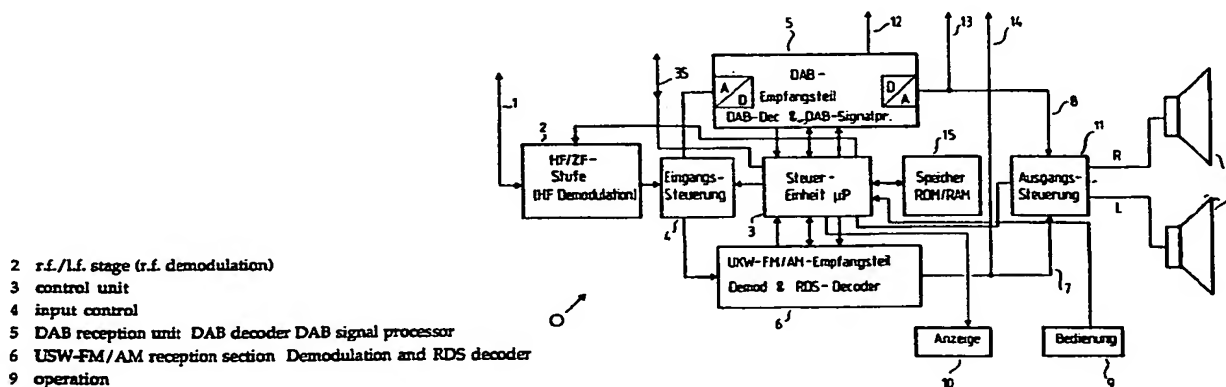 5
12
13
14
35
1
DAB-
A
D
Empfangsteil
D
A
DAB-Dec & DAB-Signalpr.
8
11
2
HF/ZF-
Stufe
(HF Demodulation)
Eingangs-
Steuerung
4
Steuer-
Einheit µP
3
15
Speicher
ROM/RAM
Ausgangs-
Steuerung
R
L
UKW-FM/AM-Empfangsteil
Demod & RDS-Decoder
6
7
O
Anzeige
10
Bedienung
9
2 r.f./l.f. stage (r.f. demodulation)
3 control unit
4 input control
5 DAB reception unit DAB decoder DAB signal processor
6 USW-FM/AM reception section Demodulation and RDS decoder
9 operation